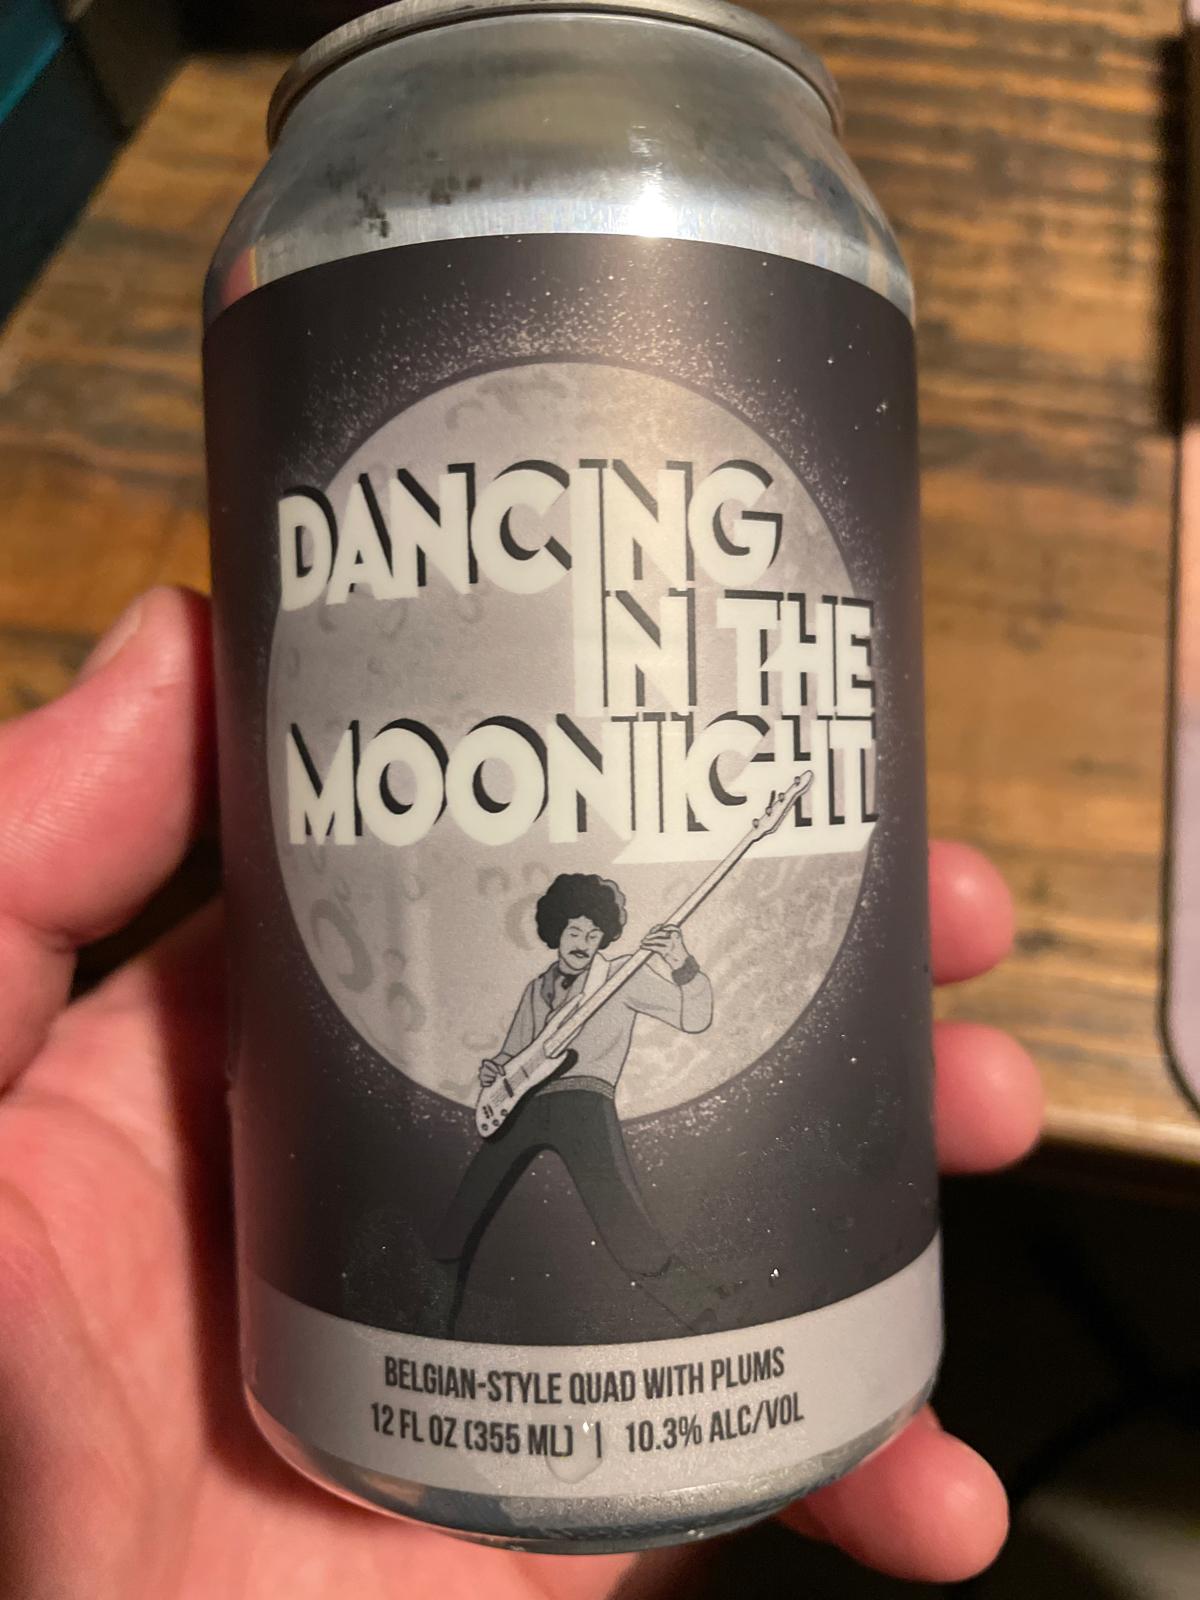 DANCING
IN THE
MOONLIGHT
BELGIAN-STYLE QUAD WITH PLUMS
12 FL OZ (355 ML) | 10.3% ALC/VOL